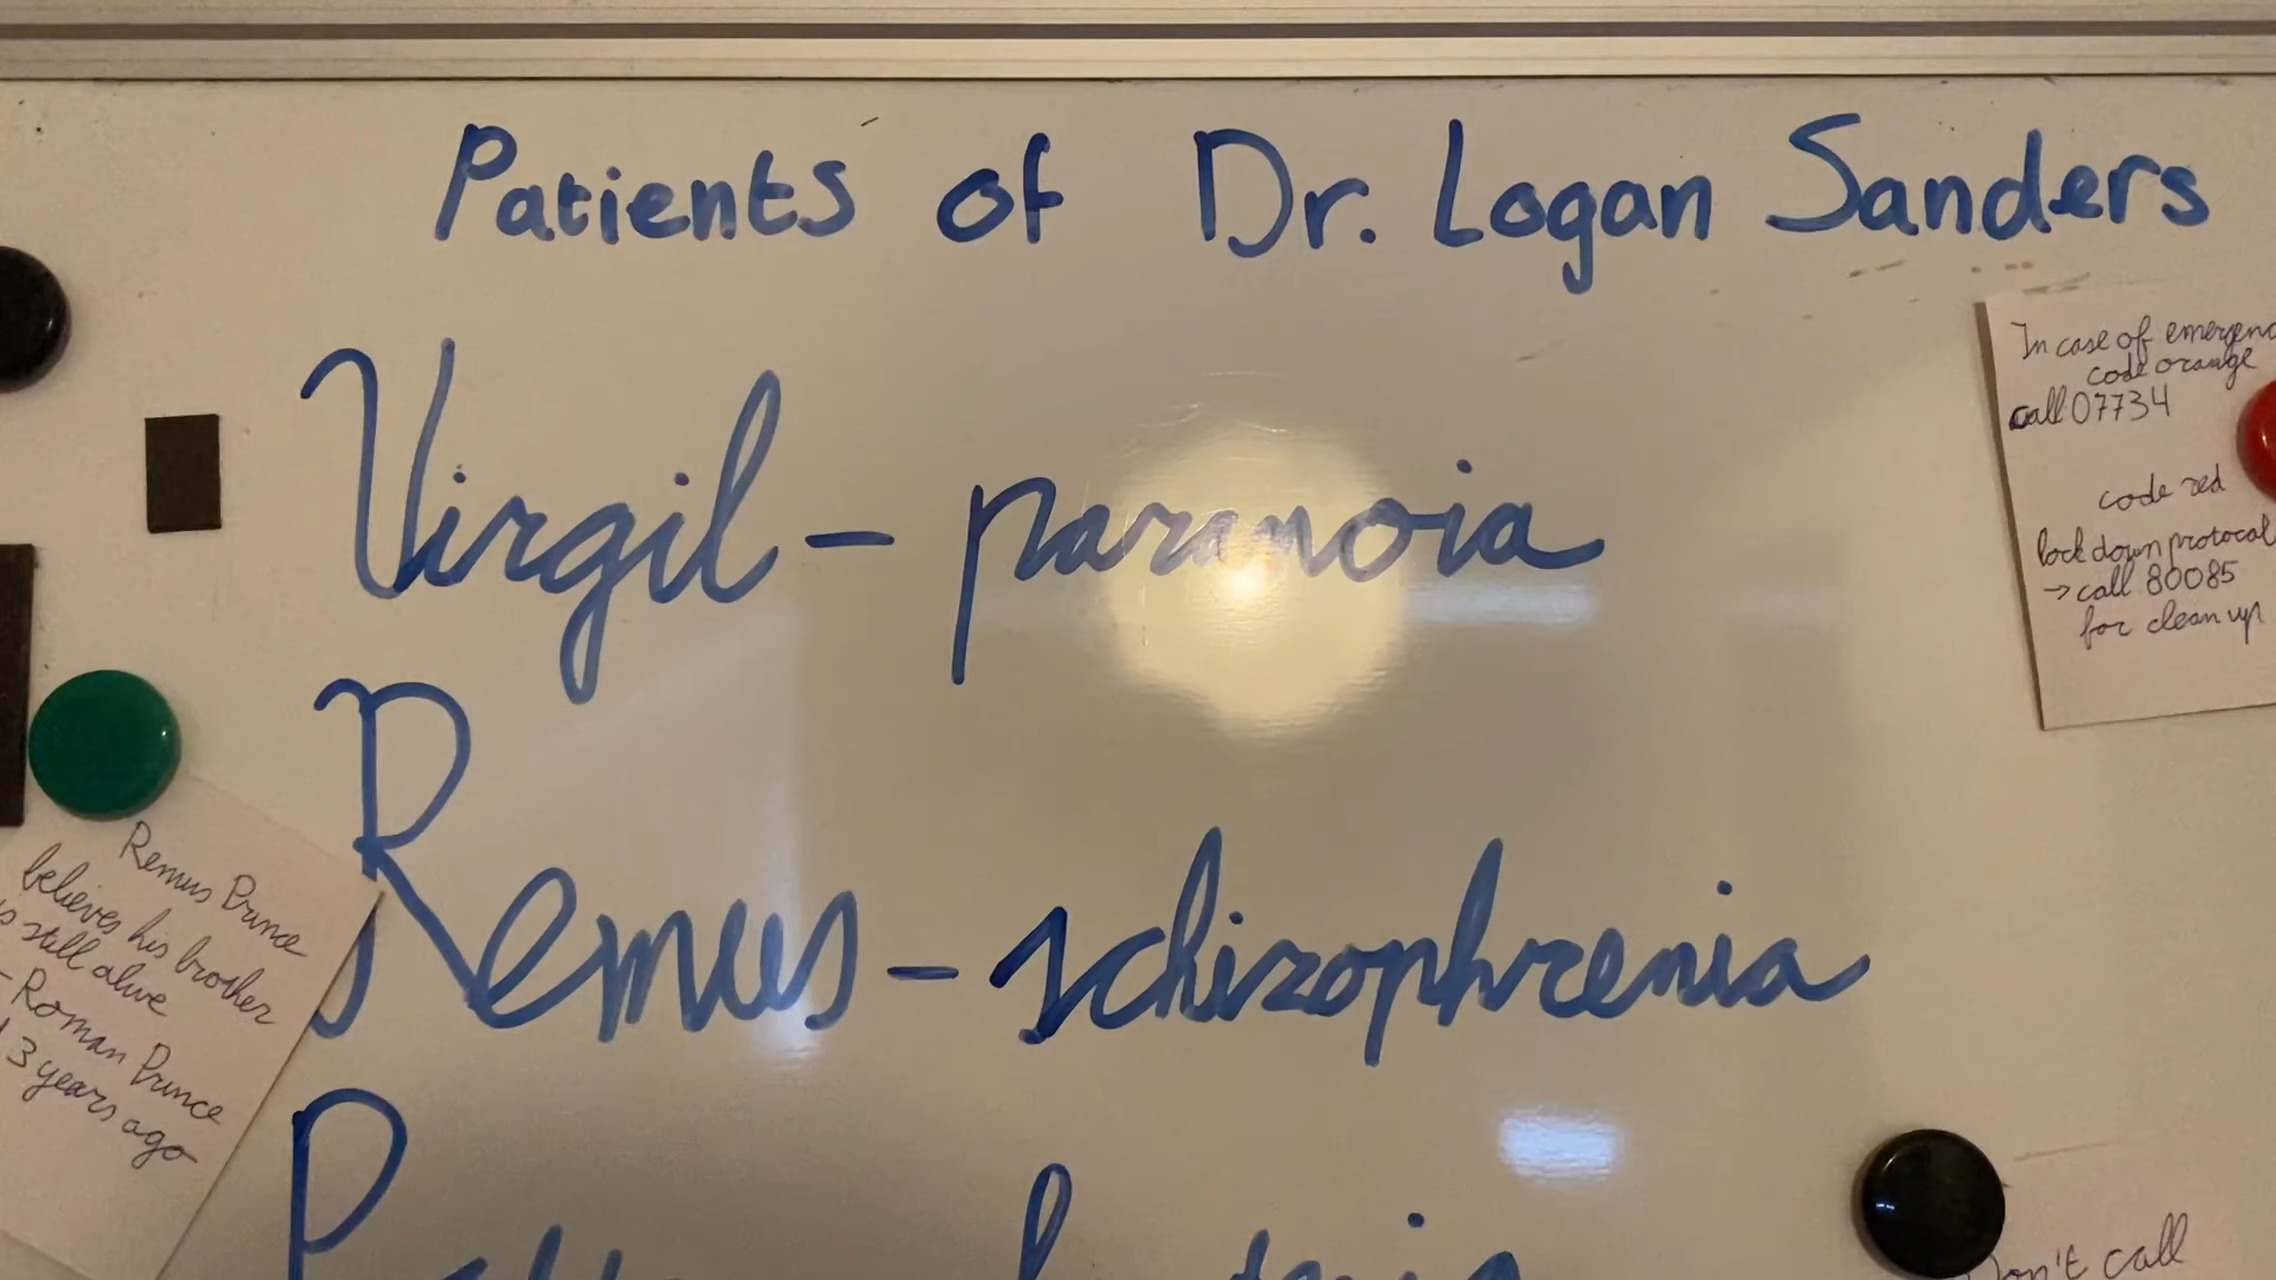 Patients of Dr. Logan Sanders
Virgil - paranoia
Remus - schizophrenia
In case of
code orange
call 07734
code red
lock down protocol
→ call 80085
for clean up
Remus Prince
believes his brother
is still alive
- Roman Prince
3 years ago
Don't call